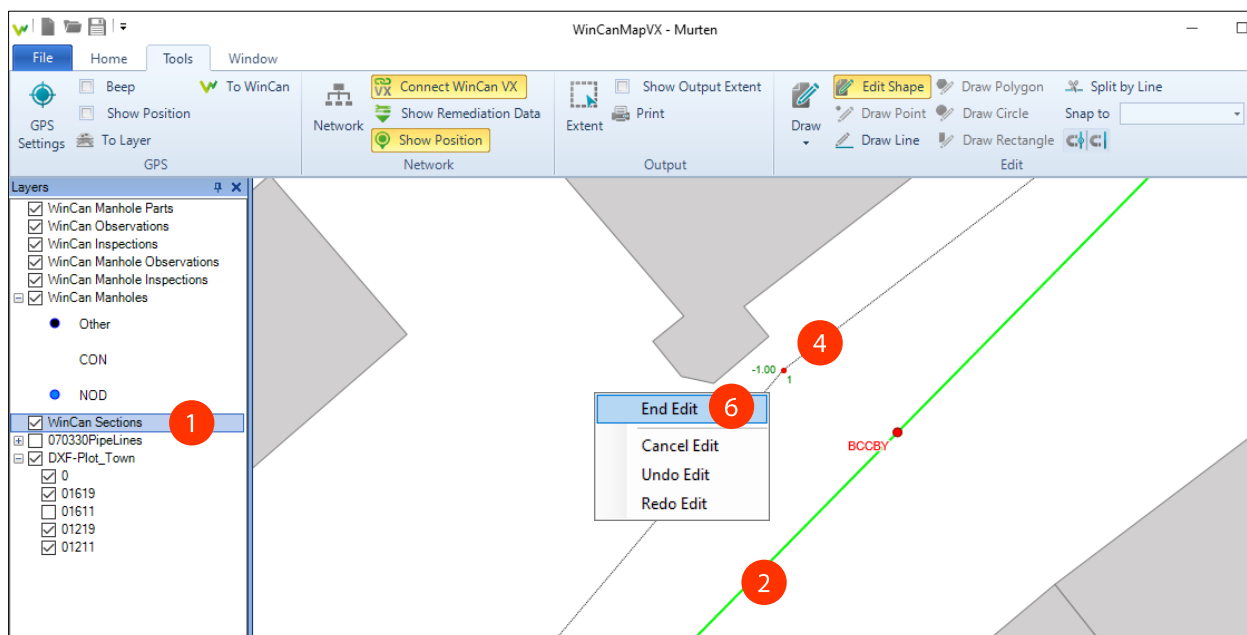 WinCanMapVX - Murten
File Home Tools Window
GPS Settings
Beep
Show Position
To Layer
To WinCan
GPS
Network
VX Connect WinCan VX
Show Remediation Data
Show Position
Network
Extent
Show Output Extent
Print
Output
Draw
Edit Shape
Draw Point
Draw Line
Draw Polygon
Draw Circle
Draw Rectangle
Split by Line
Snap to
Edit
Layers
WinCan Manhole Parts
WinCan Observations
WinCan Inspections
WinCan Manhole Observations
WinCan Manhole Inspections
WinCan Manholes
Other
CON
NOD
WinCan Sections 1
070330PipeLines
DXF-Plot_Town
0
01619
01611
01219
01211
4
-1.00
1
End Edit 6
Cancel Edit
Undo Edit
Redo Edit
BCCBY
2